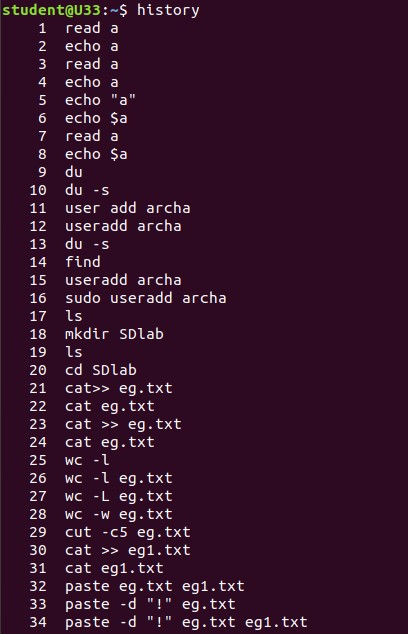 student@U33:~$ history
1 read a
2 echo a
3 read a
4 echo a
5 echo "a"
6 echo $a
7 read a
8 echo $a
9 du
10 du -s
11 user add archa
12 useradd archa
13 du -s
14 find
15 useradd archa
16 sudo useradd archa
17 ls
18 mkdir SDlab
19 ls
20 cd SDlab
21 cat>> eg.txt
22 cat eg.txt
23 cat >> eg.txt
24 cat eg.txt
25 wc -l
26 wc -l eg.txt
27 wc -L eg.txt
28 wc -w eg.txt
29 cut -c5 eg.txt
30 cat >> eg1.txt
31 cat eg1.txt
32 paste eg.txt eg1.txt
33 paste -d "!" eg.txt
34 paste -d "!" eg.txt eg1.txt